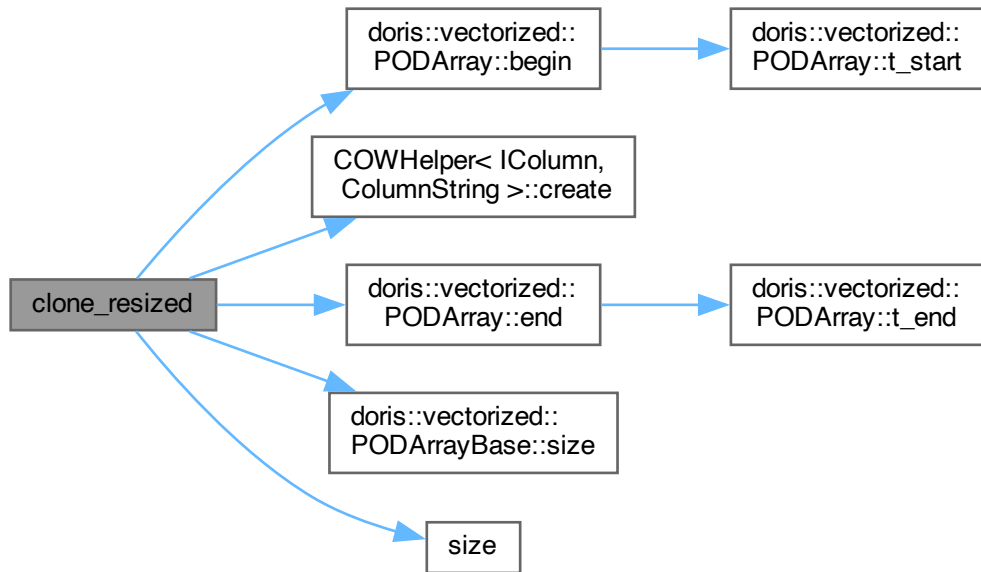 doris::vectorized::
PODArray::begin
doris::vectorized::
PODArray::t_start
COWHelper< IColumn,
ColumnString >::create
clone_resized
doris::vectorized::
PODArray::end
doris::vectorized::
PODArray::t_end
doris::vectorized::
PODArrayBase::size
size